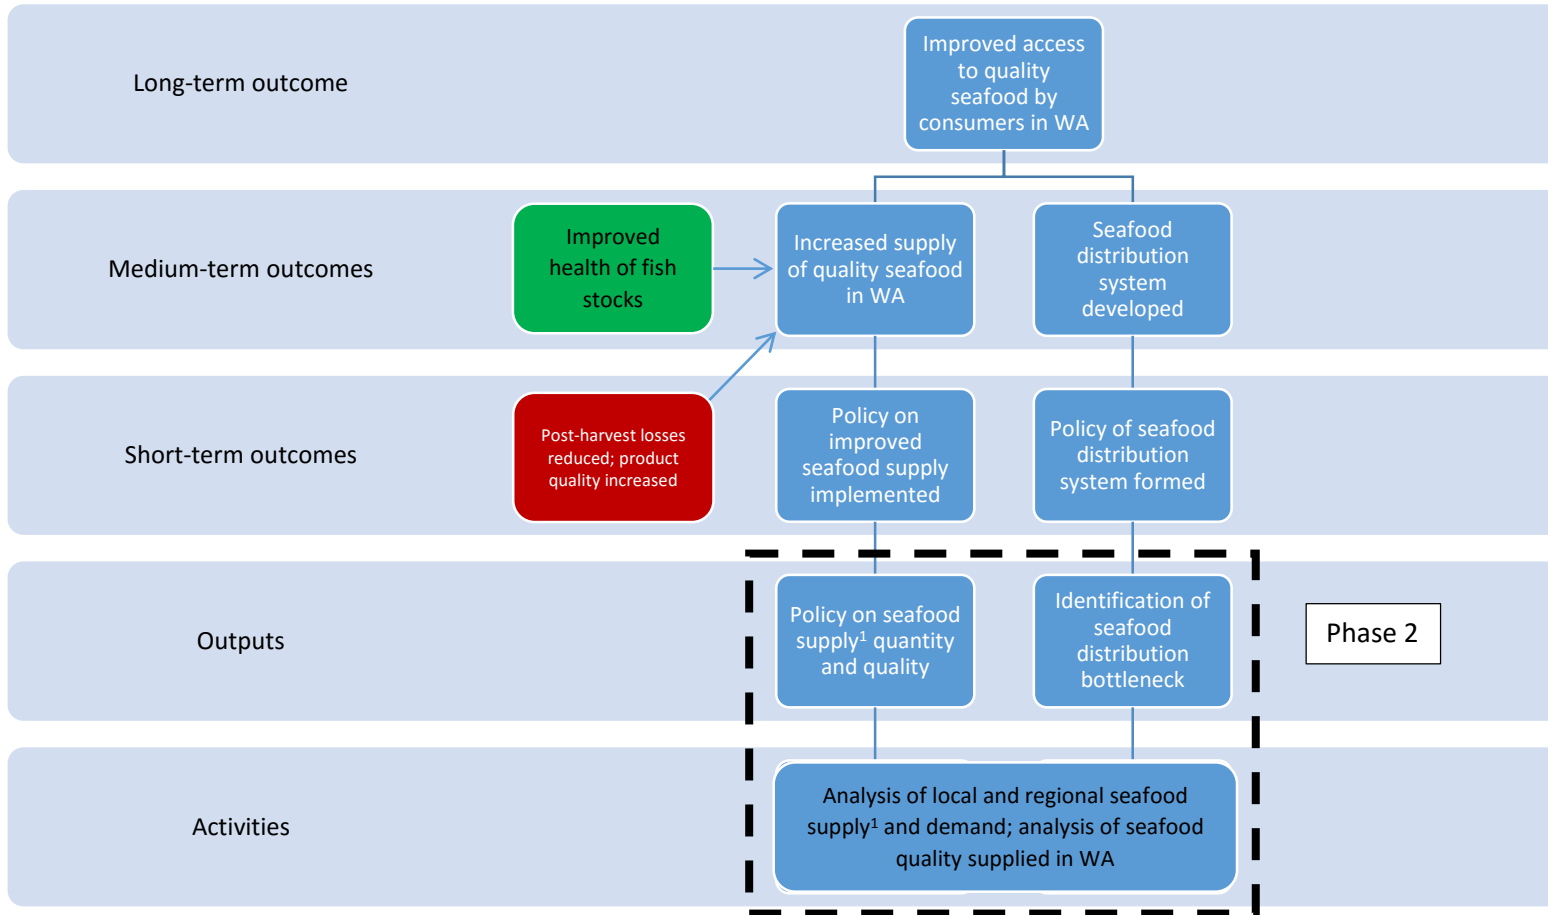 Long-term outcome
Improved access
to quality
seafood by
consumers in WA
Medium-term outcomes
Improved
health of fish
stocks
Increased supply
of quality seafood
in WA
Seafood
distribution
system
developed
Short-term outcomes
Post-harvest losses
reduced; product
quality increased
Policy on
improved
seafood supply
implemented
Policy of seafood
distribution
system formed
Outputs
Policy on seafood
supply¹ quantity
and quality
Identification of
seafood
distribution
bottleneck
Phase 2
Activities
Analysis of local and regional seafood
supply¹ and demand; analysis of seafood
quality supplied in WA